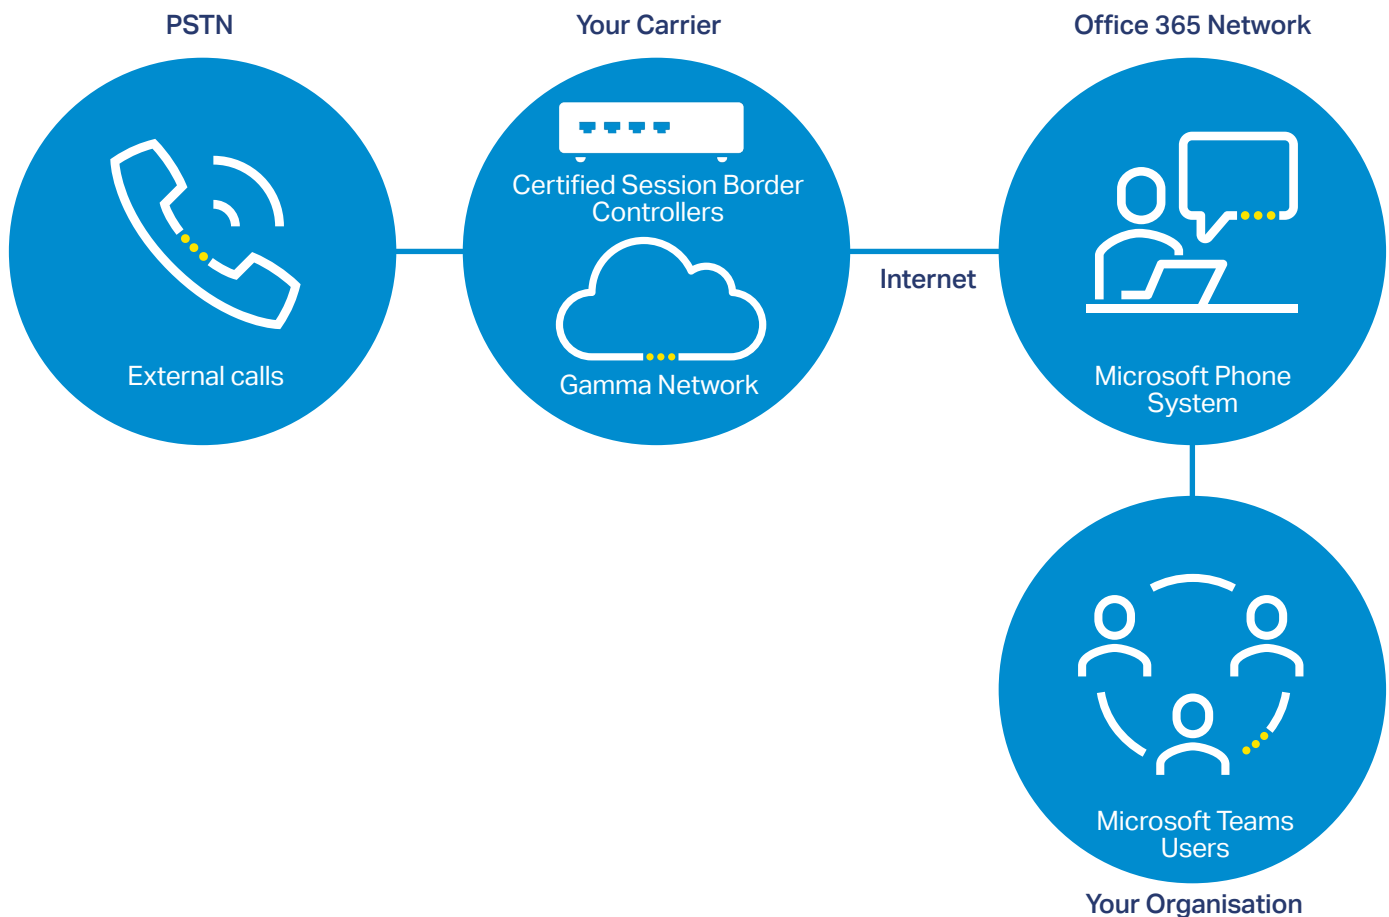 PSTN
Your Carrier
Office 365 Network
External calls
Certified Session Border
Controllers
Gamma Network
Internet
Microsoft Phone
System
Microsoft Teams
Users
Your Organisation